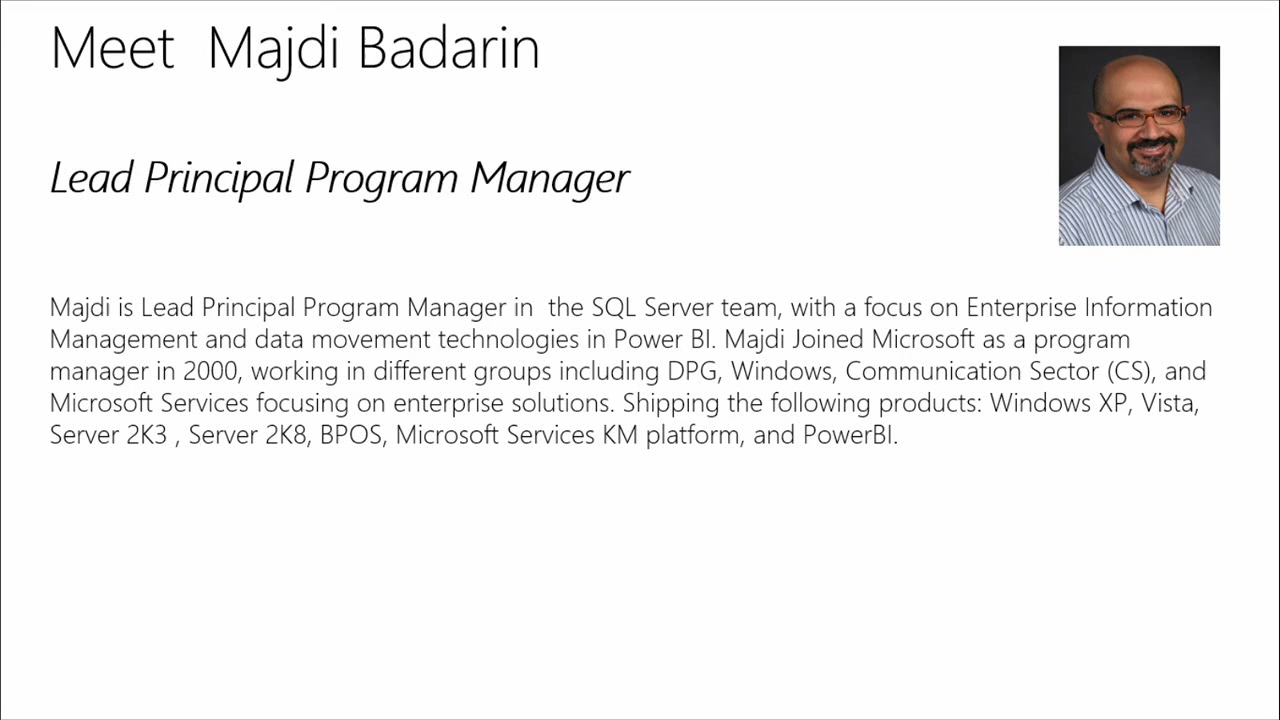 Meet  Majdi Badarin
Lead Principal Program Manager
Majdi is Lead Principal Program Manager in  the SQL Server team, with a focus on Enterprise Information
Management and data movement technologies in Power BI. Majdi Joined Microsoft as a program
manager in 2000, working in different groups including DPG, Windows, Communication Sector (CS), and
Microsoft Services focusing on enterprise solutions. Shipping the following products: Windows XP, Vista,
Server 2K3 , Server 2K8, BPOS, Microsoft Services KM platform, and PowerBI.